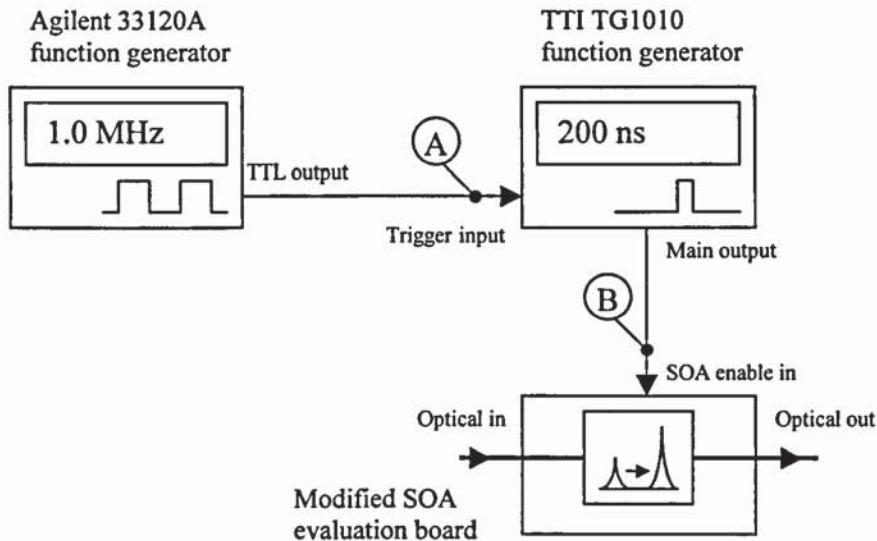 Agilent 33120A
function generator
TTI TG1010
function generator
1.0 MHz
200 ns
A
TTL output
Trigger input
Main output
B
SOA enable in
Optical in
Optical out
Modified SOA
evaluation board